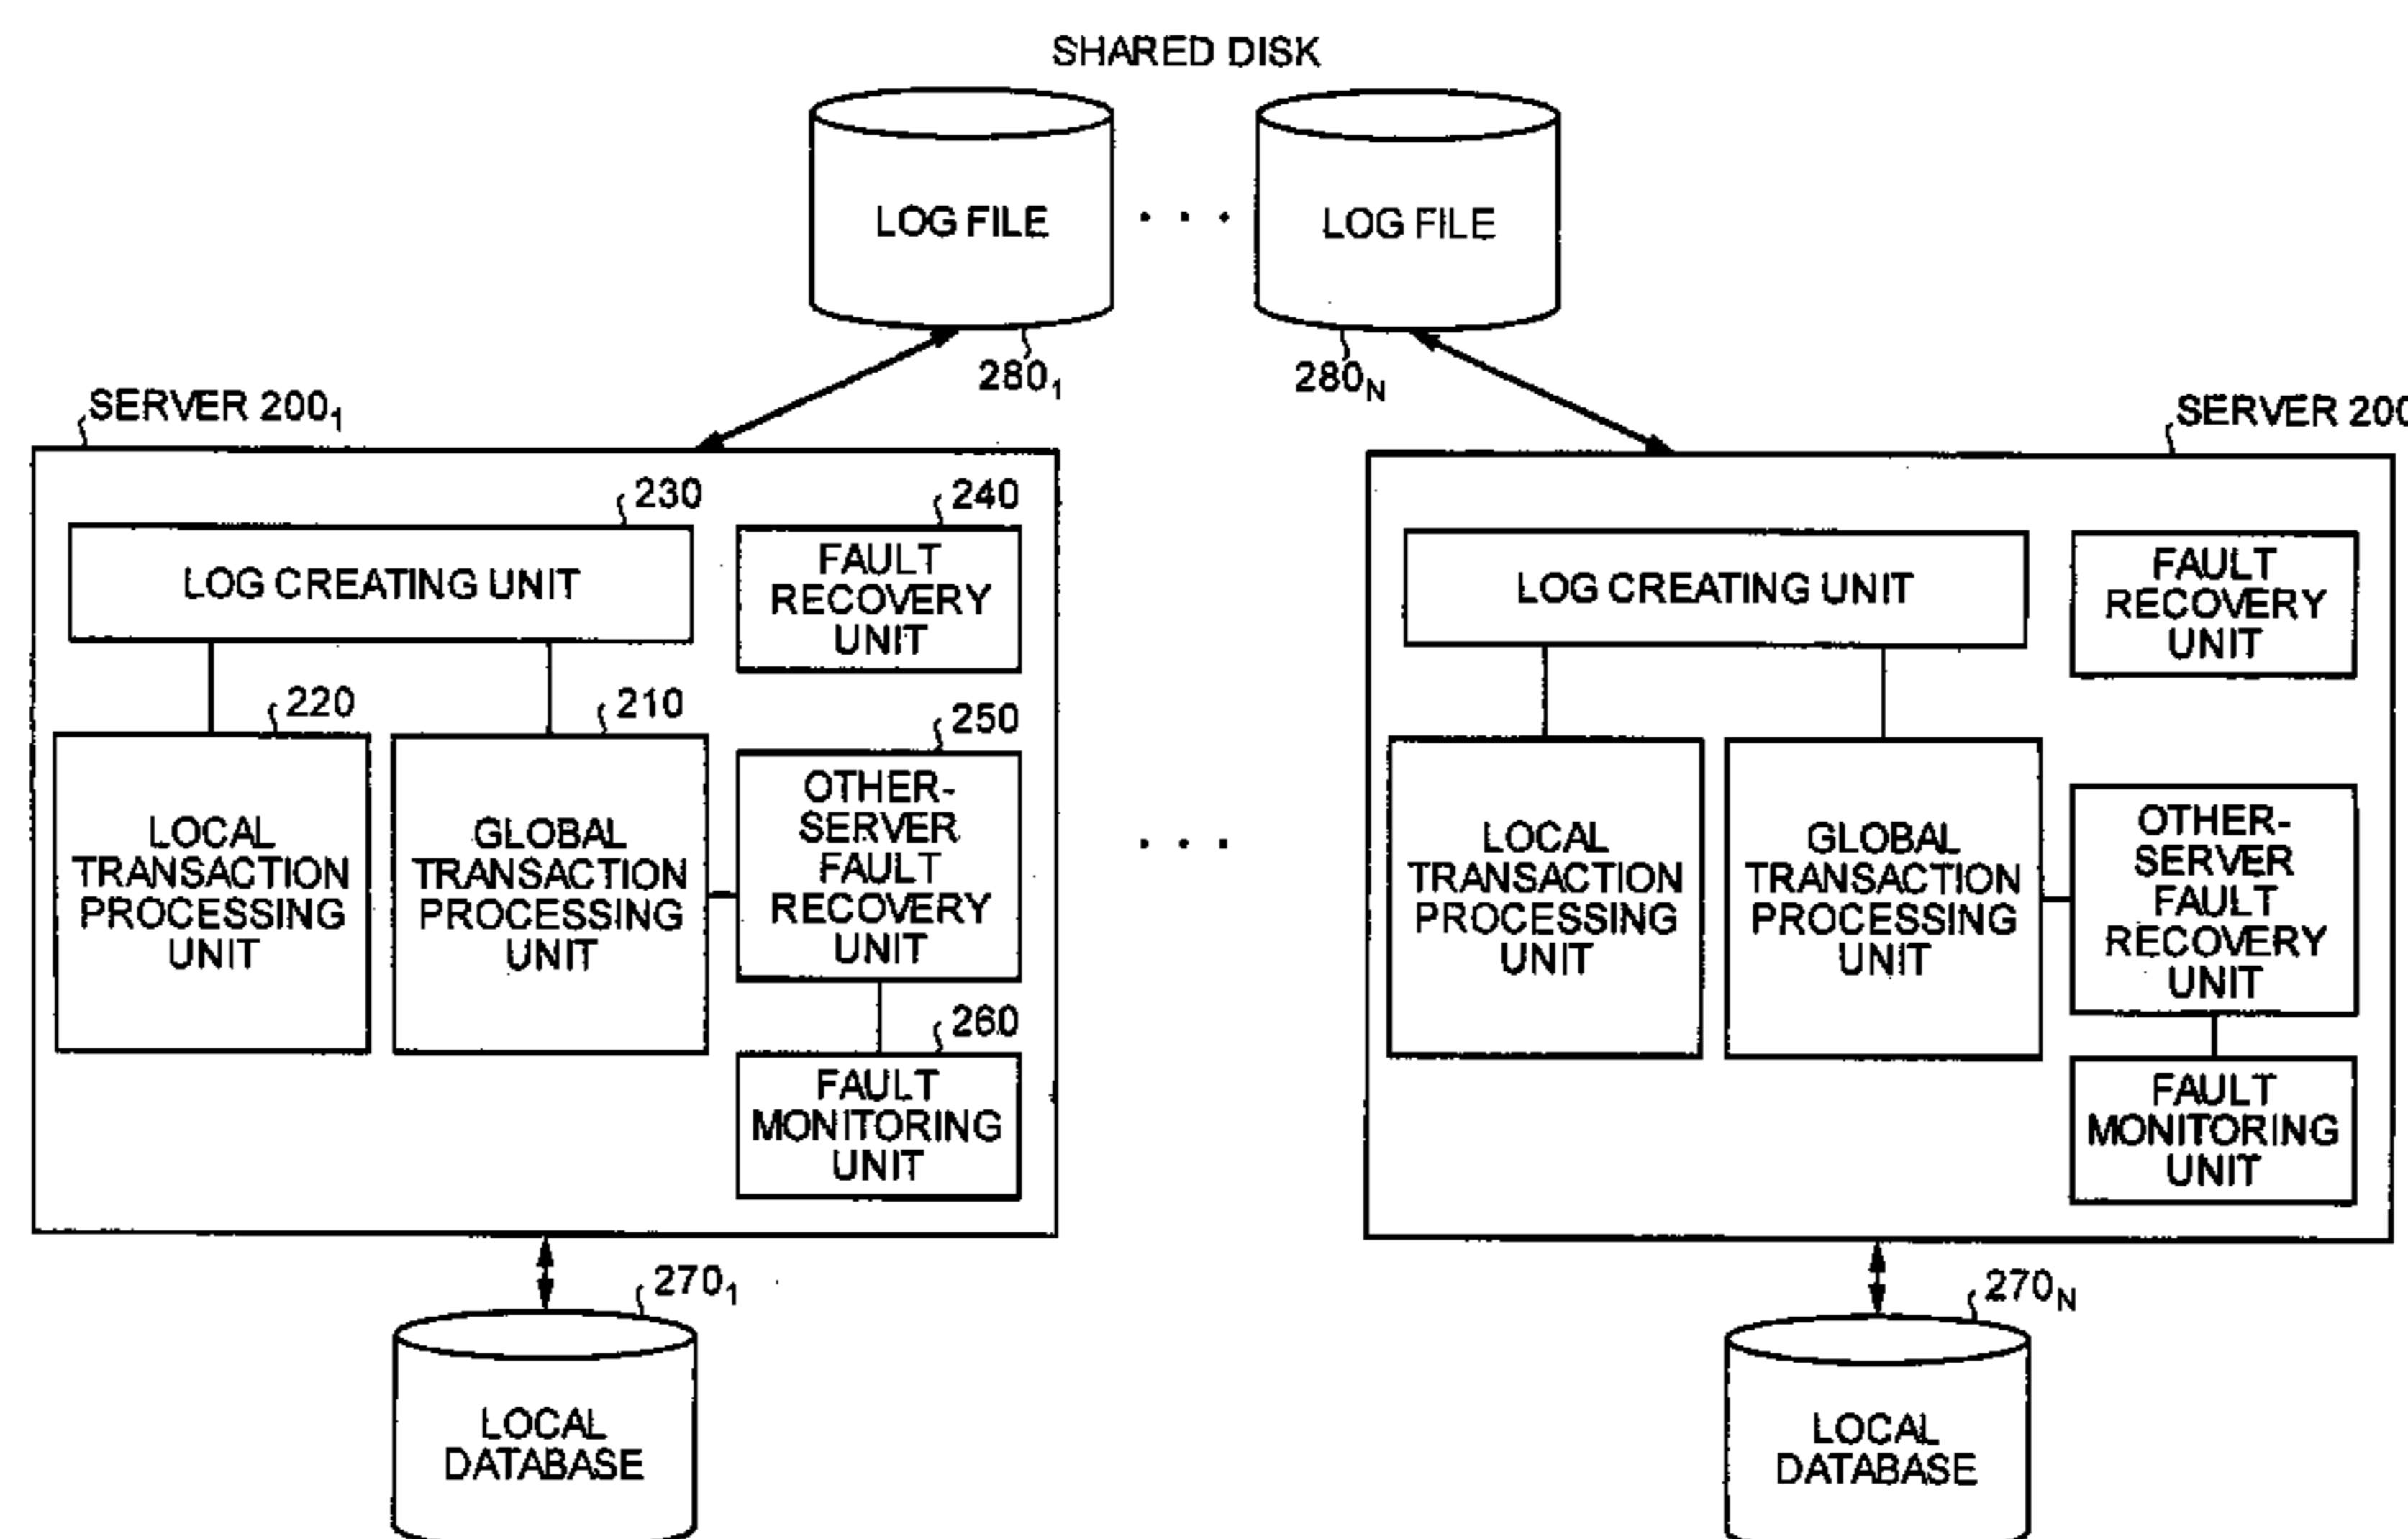 SHARED DISK
LOG FILE
. . .
LOG FILE
280₁
280N
SERVER 200₁
SERVER 200
230
240
LOG CREATING UNIT
FAULT
RECOVERY
UNIT
220
210
250
LOCAL
TRANSACTION
PROCESSING
UNIT
GLOBAL
TRANSACTION
PROCESSING
UNIT
OTHER-
SERVER
FAULT
RECOVERY
UNIT
260
FAULT
MONITORING
UNIT
. . .
LOG CREATING UNIT
FAULT
RECOVERY
UNIT
LOCAL
TRANSACTION
PROCESSING
UNIT
GLOBAL
TRANSACTION
PROCESSING
UNIT
OTHER-
SERVER
FAULT
RECOVERY
UNIT
FAULT
MONITORING
UNIT
270₁
LOCAL
DATABASE
270N
LOCAL
DATABASE